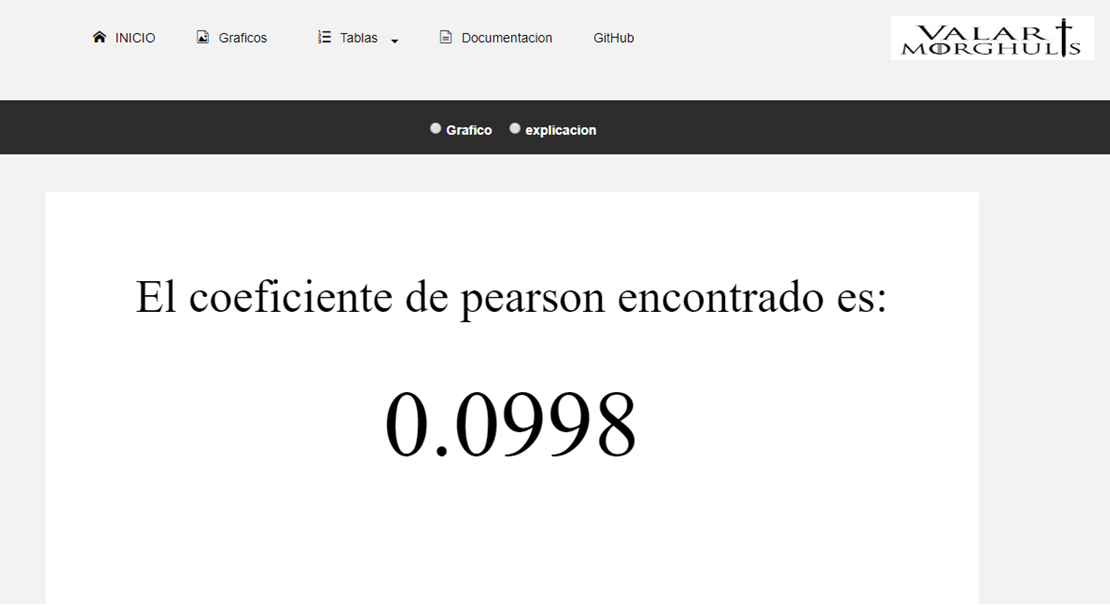 INICIO Graficos Tablas Documentacion GitHub
VALAR
MORGHULIS
Grafico explicacion
El coeficiente de pearson encontrado es:
0.0998